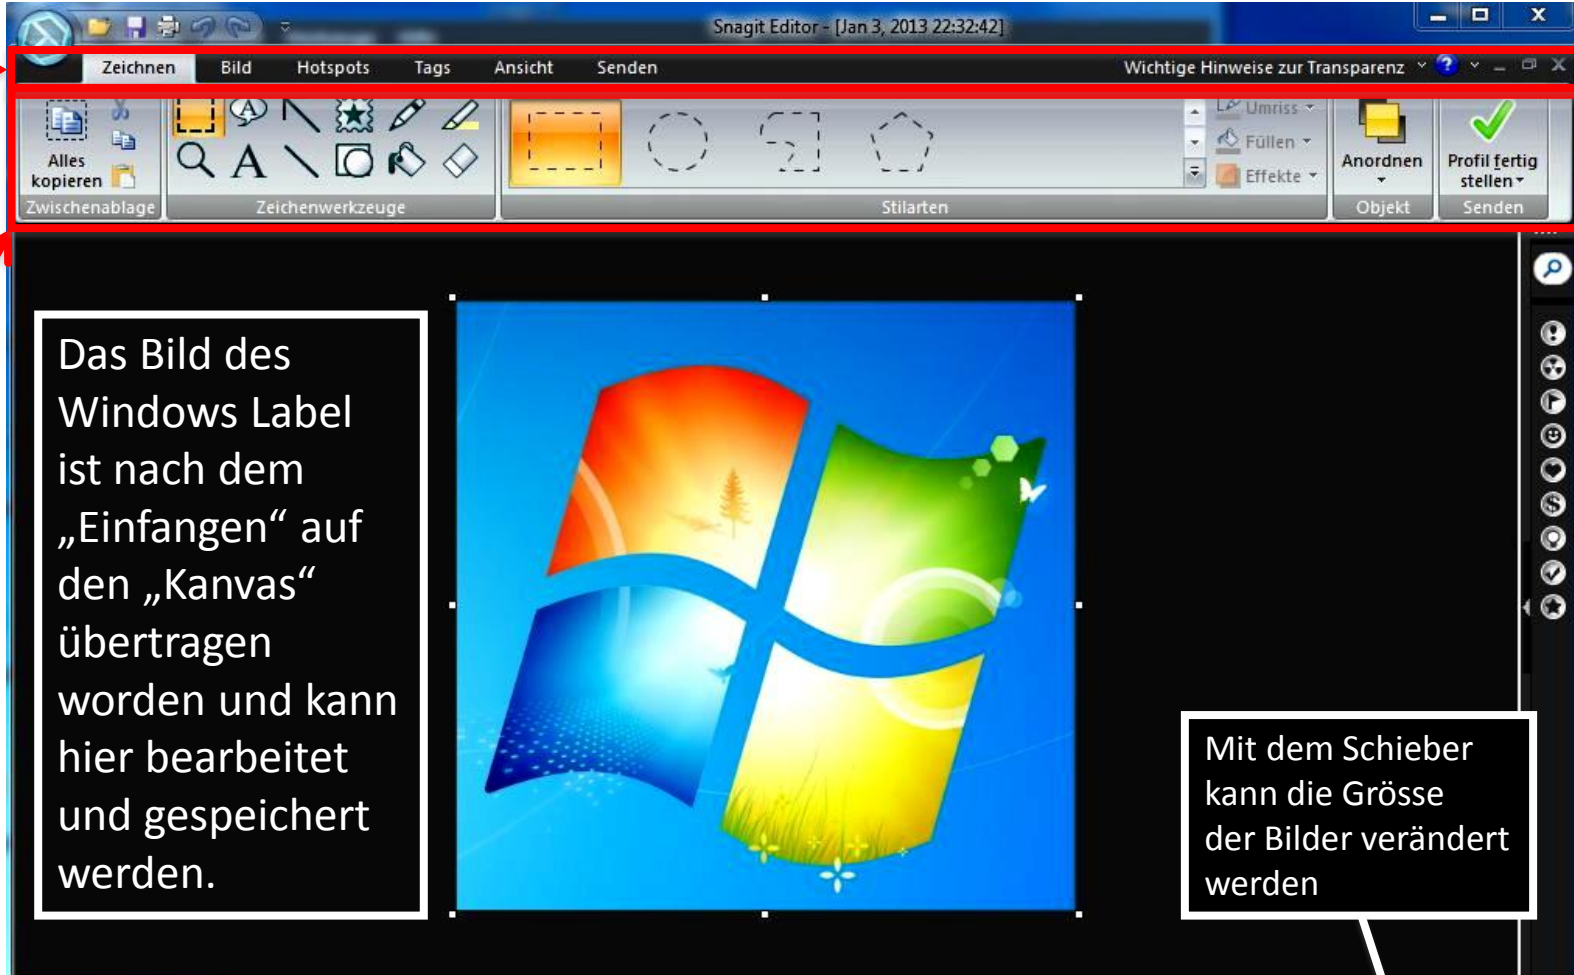 Snagit Editor - [Jan 3, 2013 22:32:42]
Zeichnen Bild Hotspots Tags Ansicht Senden Wichtige Hinweise zur Transparenz
Alles
kopieren
Zwischenablage
Zeichenwerkzeuge
Stilarten
Umriss
Füllen
Effekte
Anordnen
Objekt
Profil fertig
stellen
Senden
Das Bild des
Windows Label
ist nach dem
„Einfangen“ auf
den „Kanvas“
übertragen
worden und kann
hier bearbeitet
und gespeichert
werden.
Mit dem Schieber
kann die Grösse
der Bilder verändert
werden